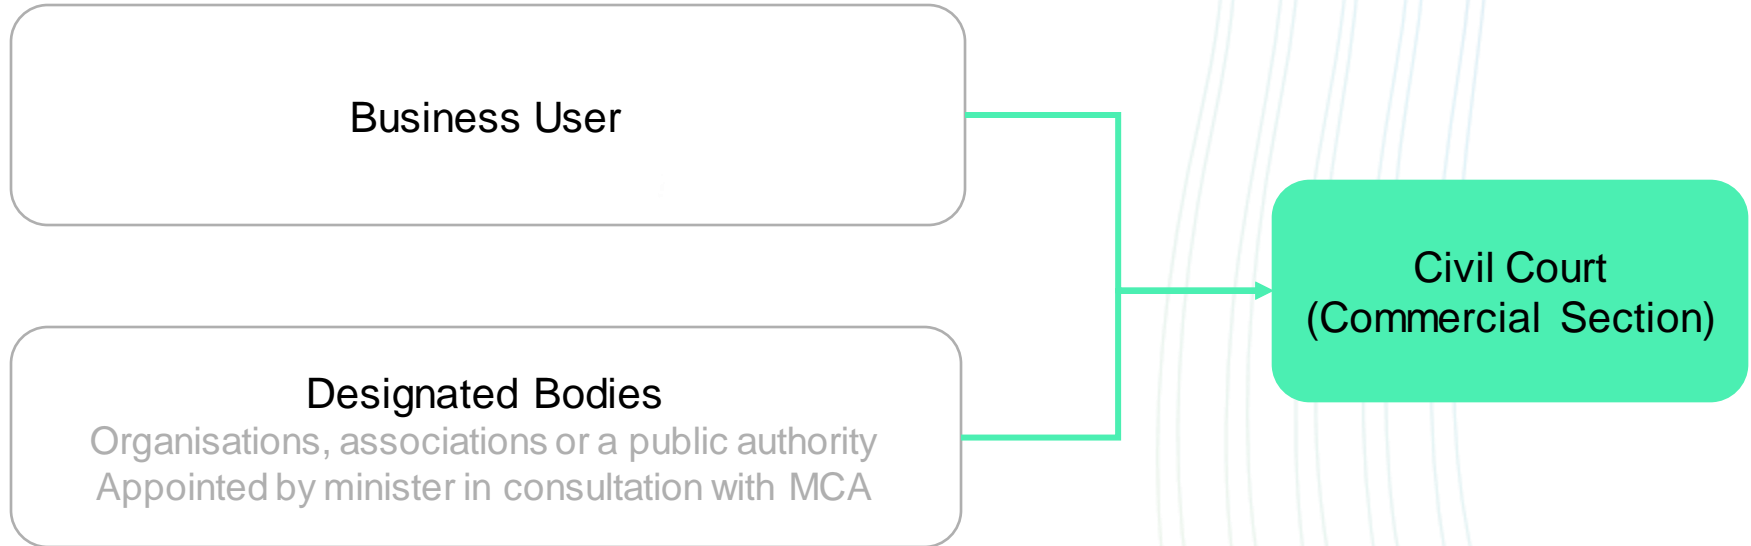 Business User
Designated Bodies
Organisations, associations or a public authority
Appointed by minister in consultation with MCA
Civil Court
(Commercial Section)